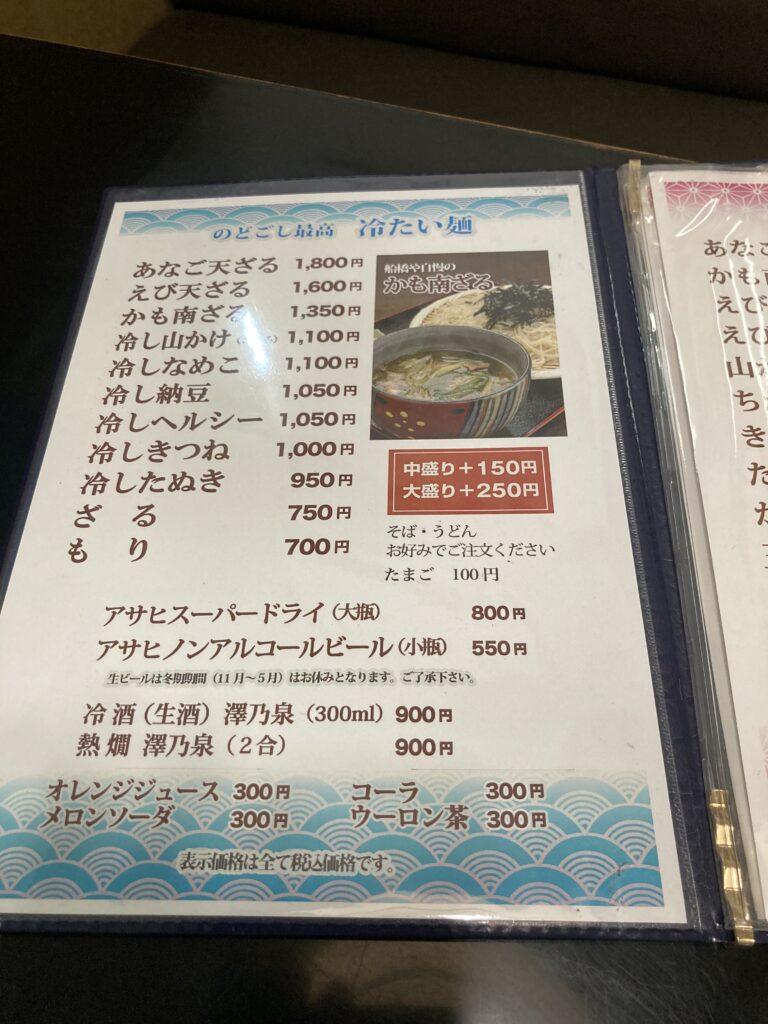 のどごし最高 冷たい麺
あなご天ざる 1,800円
えび天ざる 1,600円
かも南ざる 1,350円
冷し山かけ 1,100円
冷しなめこ 1,100円
冷し納豆 1,050円
冷しヘルシー 1,050円
冷しきつね 1,000円
冷したぬき 950円
ざる 750円
もり 700円
船橋や自慢の
かも南ざる
中盛り+150円
大盛り+250円
そば・うどん
お好みでご注文ください
たまご 100円
アサヒスーパードライ(大瓶) 800円
アサヒノンアルコールビール(小瓶) 550円
生ビールは冬期期間(11月〜5月)はお休みとなります。ご了承下さい。
冷酒(生酒)澤乃泉(300ml) 900円
熱燗 澤乃泉(2合) 900円
オレンジジュース 300円 コーラ 300円
メロンソーダ 300円 ウーロン茶 300円
表示価格は全て税込価格です。
あなご
かも
えび
えび
山か
ち
き
た